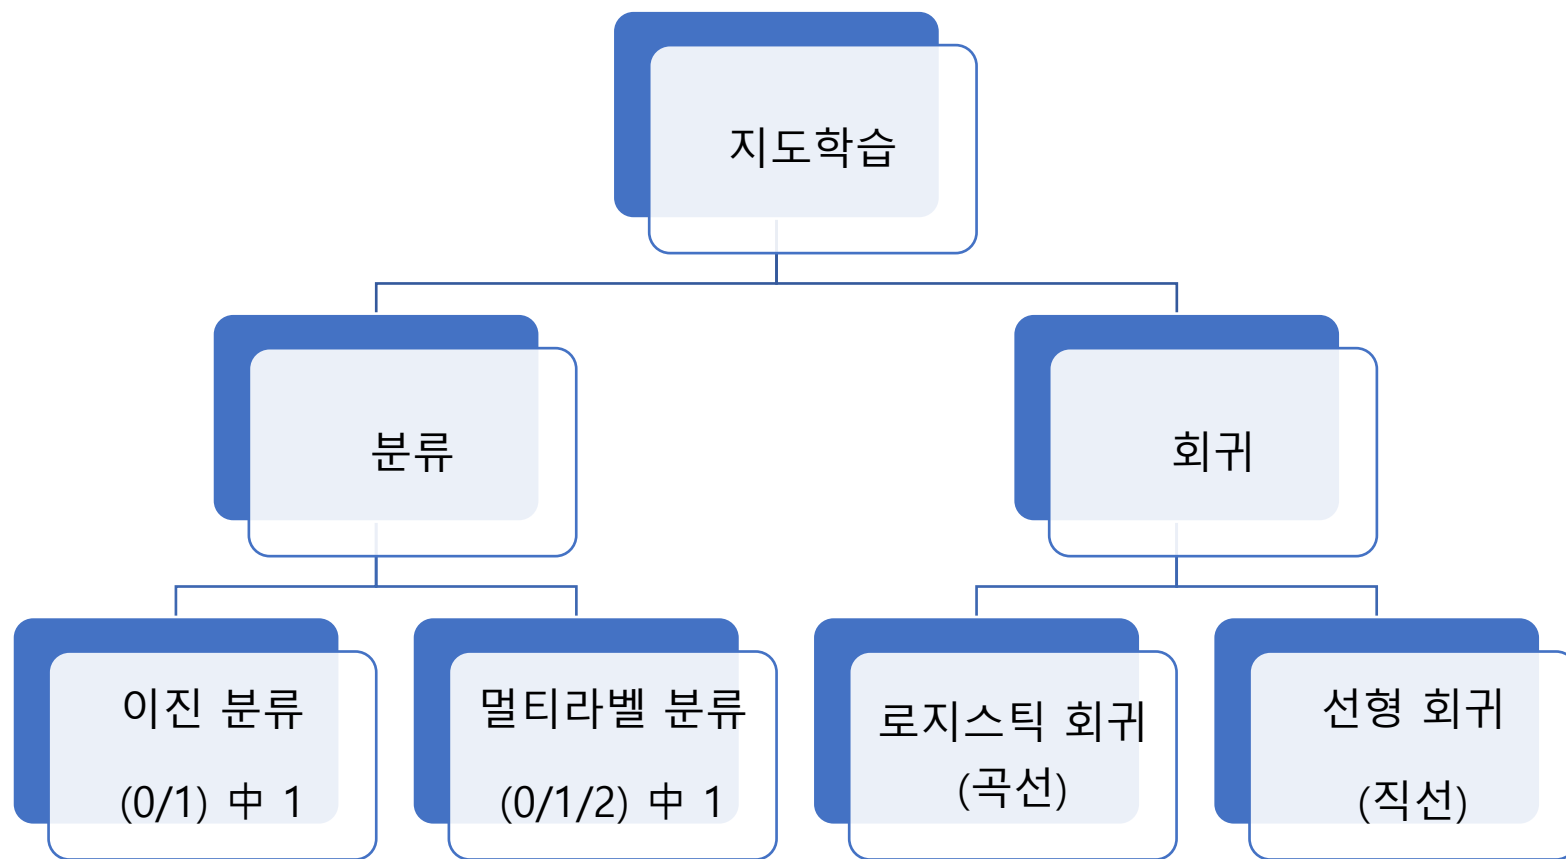 지도학습
분류
회귀
이진 분류
(0/1) 中 1
멀티라벨 분류
(0/1/2) 中 1
로지스틱 회귀
(곡선)
선형 회귀
(직선)